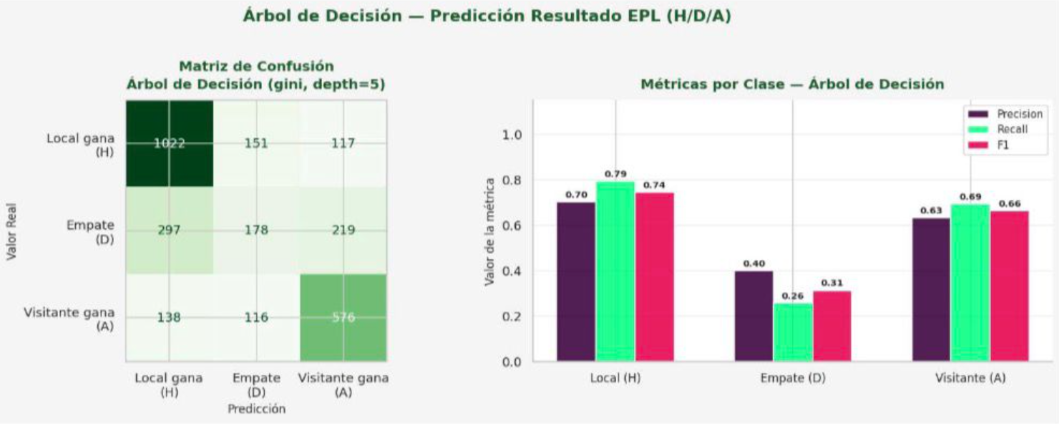 Árbol de Decisión — Predicción Resultado EPL (H/D/A)
Matriz de Confusión
Árbol de Decisión (gini, depth=5)
Valor Real
Local gana
(H)
1022 151 117
Empate
(D)
297 178 219
Visitante gana
(A)
138 116 576
Local gana Empate Visitante gana
(H) (D) (A)
Predicción
Métricas por Clase — Árbol de Decisión
Precision
Recall
F1
Valor de la métrica
1.0
0.8
0.6
0.4
0.2
0.0
0.70 0.79 0.74
0.40 0.26 0.31
0.63 0.69 0.66
Local (H) Empate (D) Visitante (A)